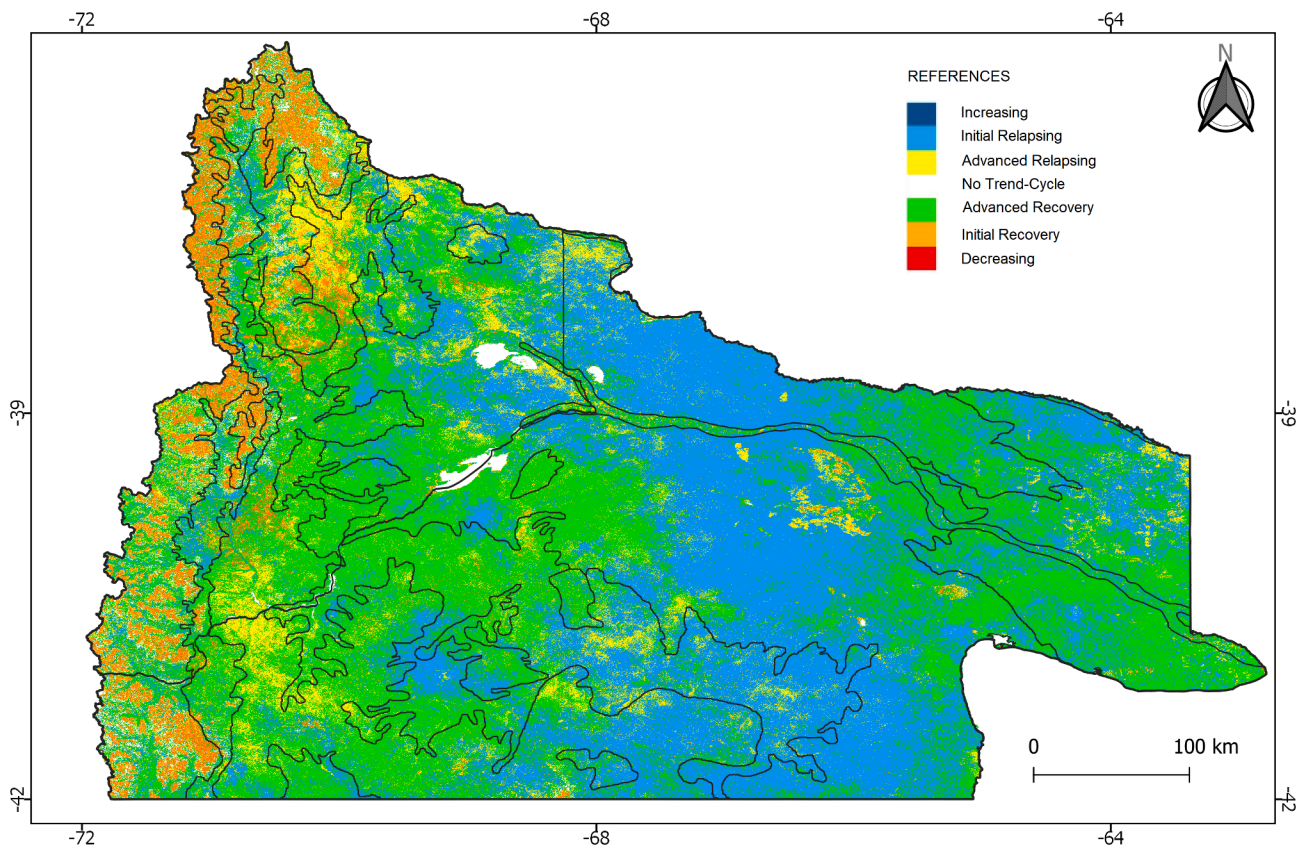 -72
-68
-64
N
REFERENCES
Increasing
Initial Relapsing
Advanced Relapsing
No Trend-Cycle
Advanced Recovery
Initial Recovery
Decreasing
-39
-39
0
100 km
-42
-42
-72
-68
-64